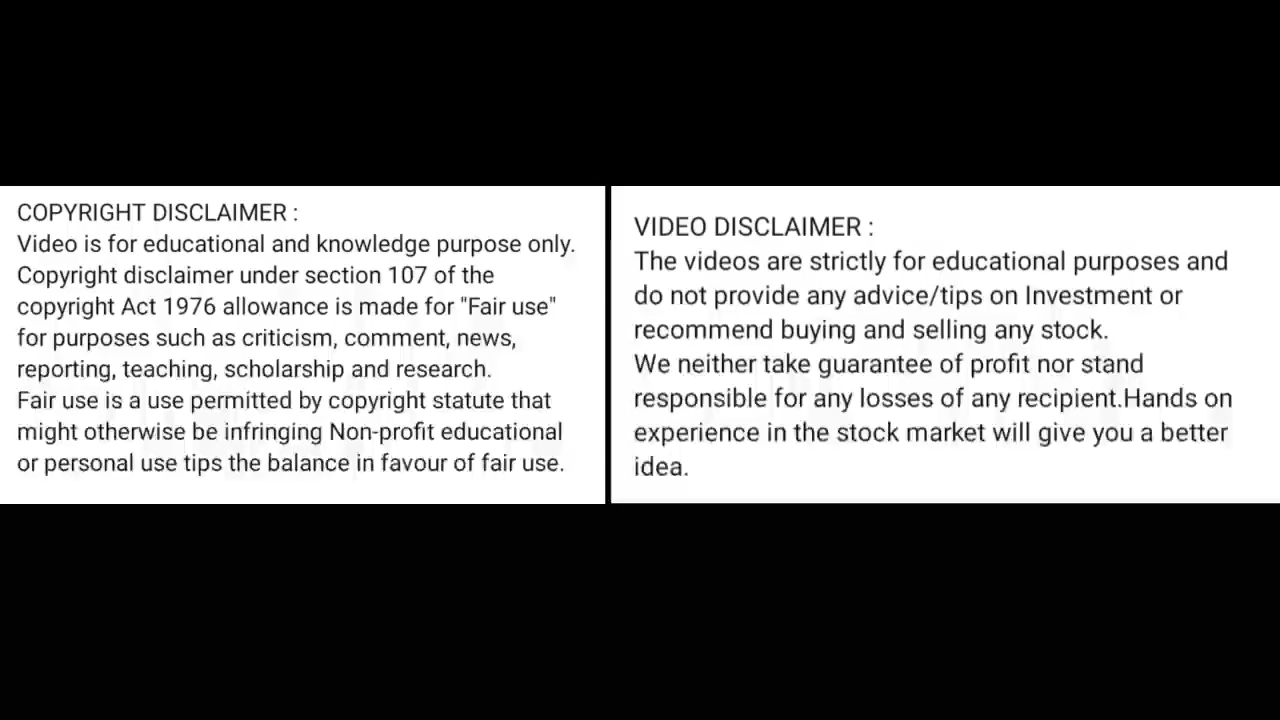 COPYRIGHT DISCLAIMER :
Video is for educational and knowledge purpose only.
Copyright disclaimer under section 107 of the
copyright Act 1976 allowance is made for "Fair use"
for purposes such as criticism, comment, news,
reporting, teaching, scholarship and research.
Fair use is a use permitted by copyright statute that
might otherwise be infringing Non-profit educational
or personal use tips the balance in favour of fair use.
VIDEO DISCLAIMER :
The videos are strictly for educational purposes and
do not provide any advice/tips on Investment or
recommend buying and selling any stock.
We neither take guarantee of profit nor stand
responsible for any losses of any recipient.Hands on
experience in the stock market will give you a better
idea.